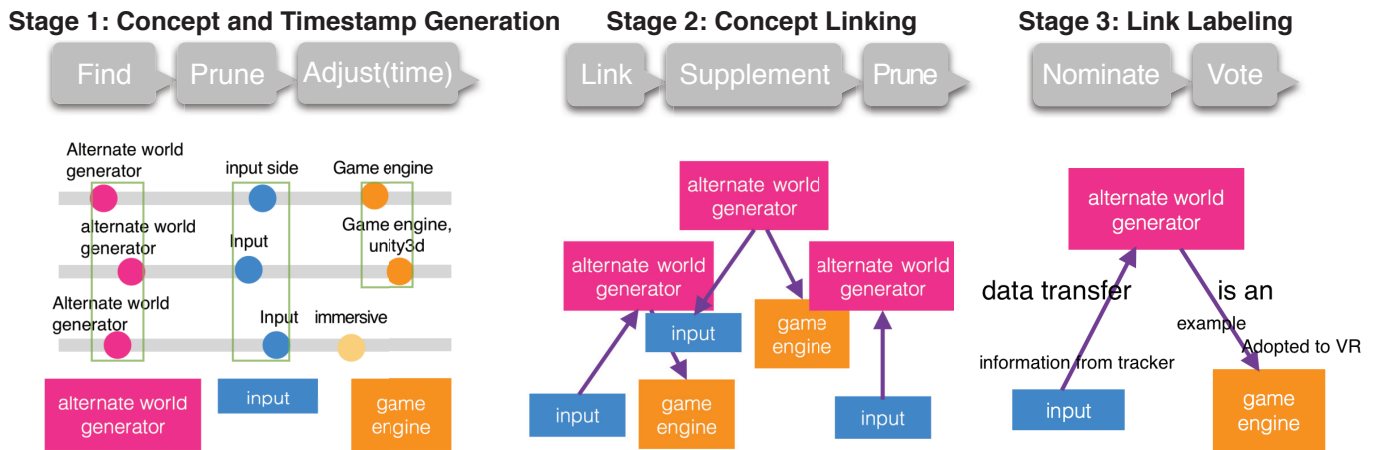 Stage 1: Concept and Timestamp Generation
Find
Prune
Adjust(time)
Alternate world
generator
input side
Game engine
alternate world
generator
Input
Game engine,
unity3d
Alternate world
generator
Input
immersive
alternate world
generator
input
game
engine
Stage 2: Concept Linking
Link
Supplement
Prune
alternate world
generator
alternate world
generator
alternate world
generator
input
game
engine
input
game
engine
input
Stage 3: Link Labeling
Nominate
Vote
alternate world
generator
data transfer
is an
example
Adopted to VR
information from tracker
input
game
engine